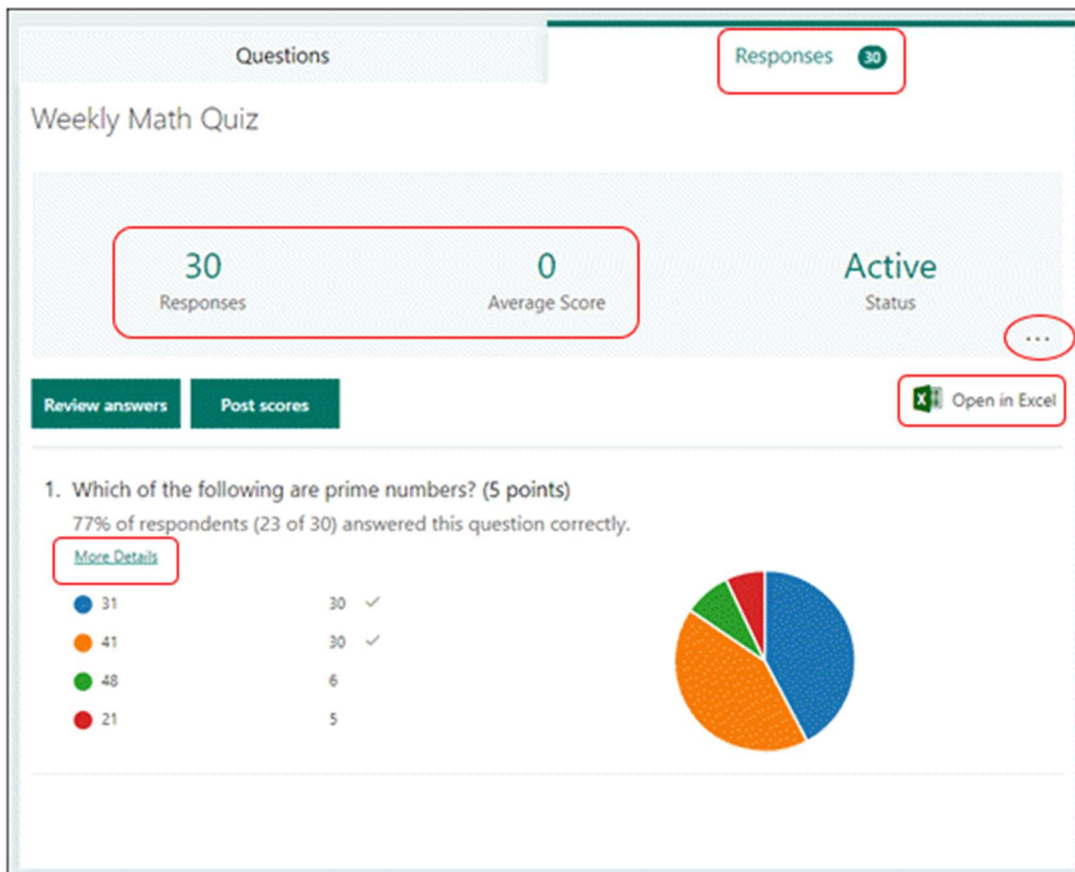 Questions
Responses 30
Weekly Math Quiz
30 0 Active
Responses Average Score Status
...
Review answers Post scores Open in Excel
1. Which of the following are prime numbers? (5 points)
77% of respondents (23 of 30) answered this question correctly.
More Details
31 30
41 30
48 6
21 5